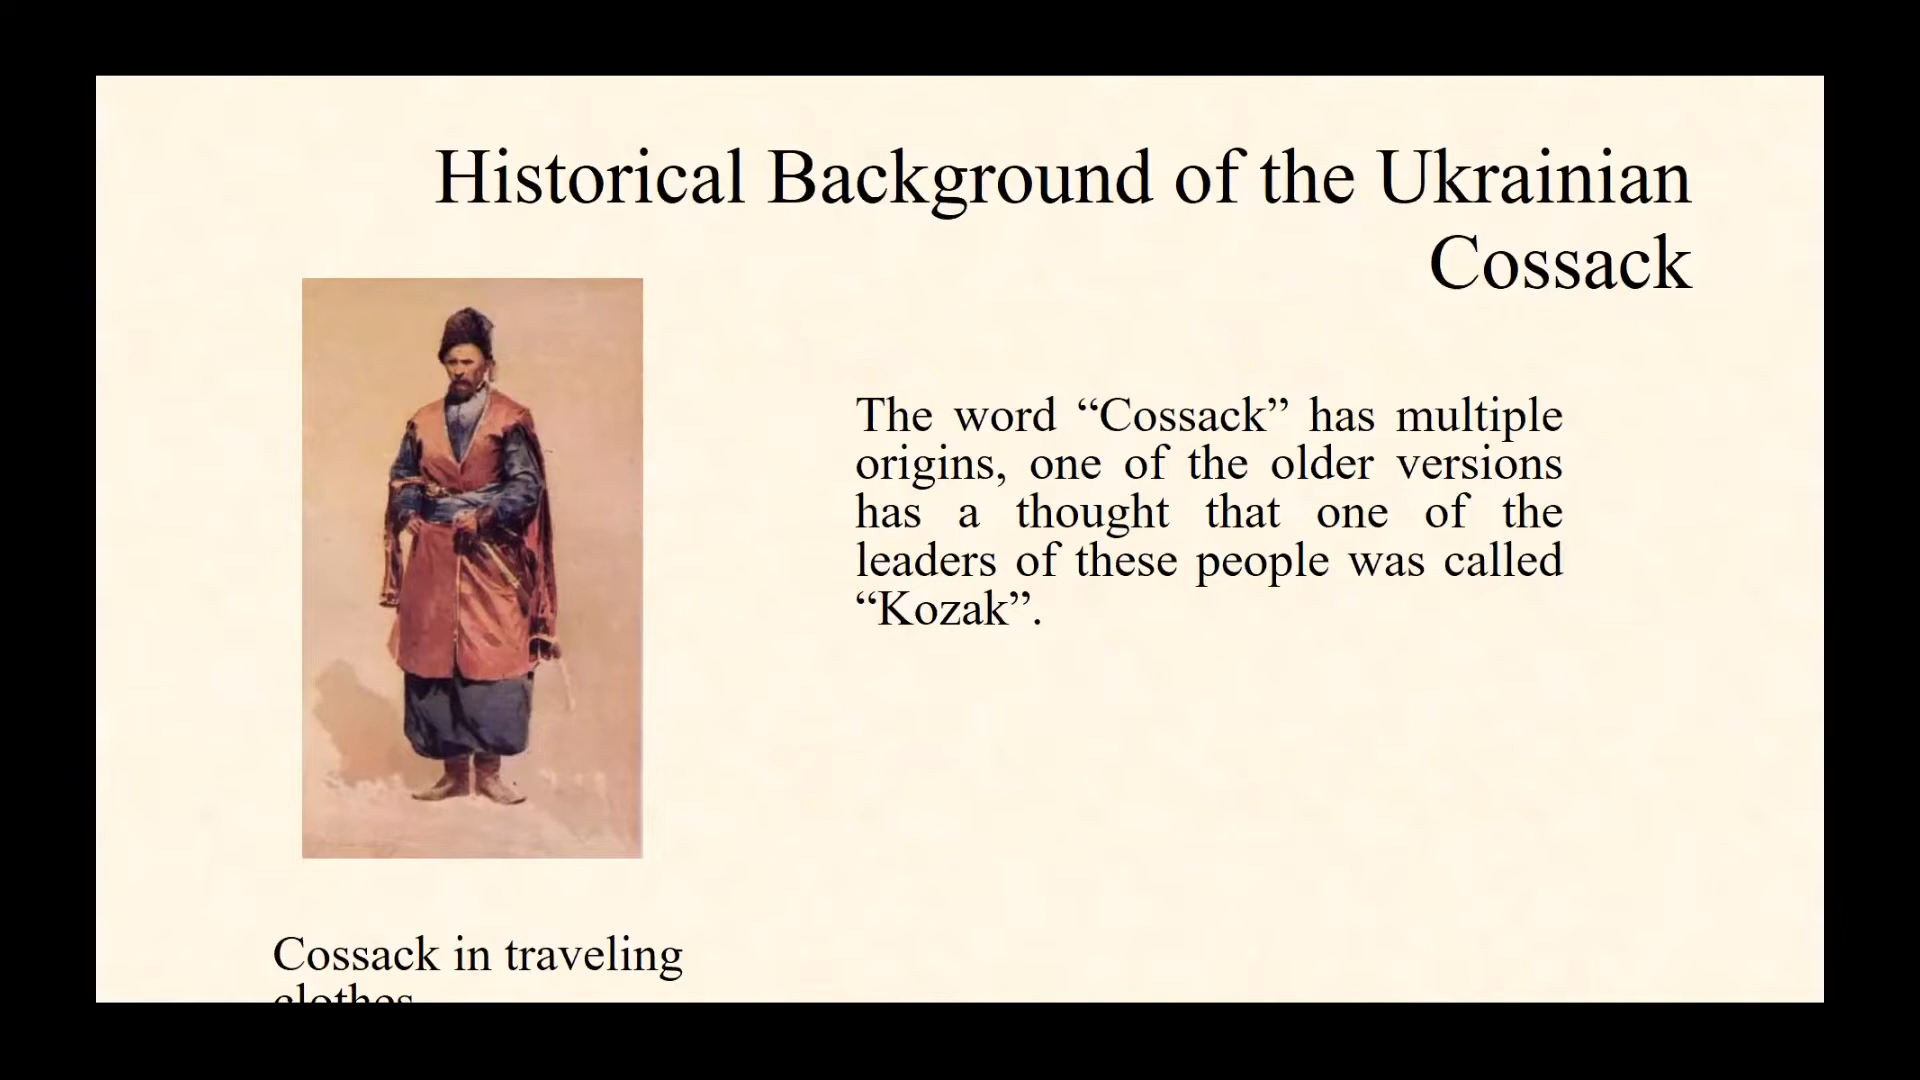 Historical Background of the Ukrainian
Cossack
The word “Cossack” has multiple
origins, one of the older versions
has a thought that one of the
leaders of these people was called
“Kozak”.
Cossack in traveling
clothes